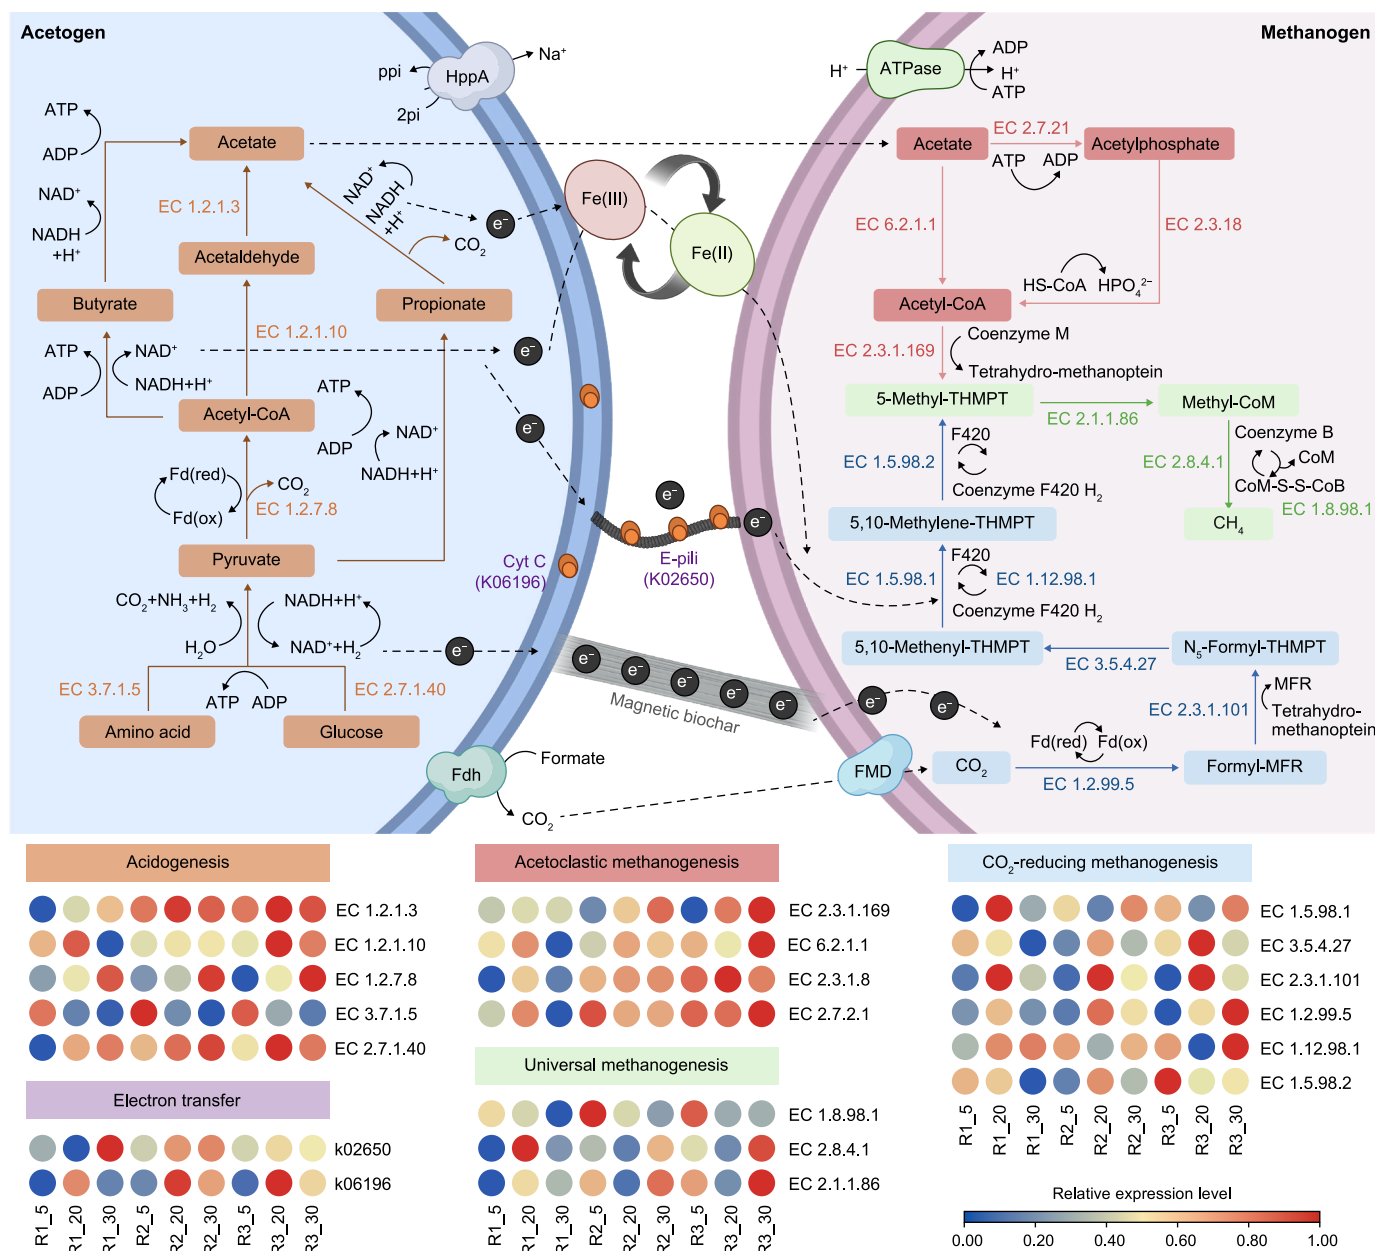 Acetogen
Methanogen
HppA
Na⁺
ppi
2pi
H⁺
ATPase
ADP
H⁺
ATP
ATP
ADP
NAD⁺
NADH
+H⁺
Acetate
NAD⁺
NADH
+H⁺
CO₂
e⁻
Fe(III)
Fe(II)
EC 1.2.1.3
Acetaldehyde
Butyrate
Propionate
EC 1.2.1.10
ATP
ADP
NAD⁺
NADH+H⁺
e⁻
Acetyl-CoA
ATP
ADP
NAD⁺
NADH+H⁺
e⁻
Fd(red)
Fd(ox)
CO₂
EC 1.2.7.8
Pyruvate
Cyt C
(K06196)
E-pili
(K02650)
e⁻
e⁻
CO₂+NH₃+H₂
H₂O
NADH+H⁺
NAD⁺+H₂
e⁻
EC 3.7.1.5
EC 2.7.1.40
ATP
ADP
Amino acid
Glucose
e⁻
e⁻
e⁻
e⁻
e⁻
Magnetic biochar
e⁻
e⁻
Fdh
Formate
CO₂
FMD
Acetate
EC 2.7.21
ATP
ADP
Acetylphosphate
EC 6.2.1.1
EC 2.3.18
HS-CoA
HPO₄²⁻
Acetyl-CoA
EC 2.3.1.169
Coenzyme M
Tetrahydro-methanoptein
5-Methyl-THMPT
EC 2.1.1.86
Methyl-CoM
EC 1.5.98.2
F420
Coenzyme F420 H₂
EC 2.8.4.1
Coenzyme B
CoM
CoM-S-S-CoB
EC 1.8.98.1
CH₄
5,10-Methylene-THMPT
EC 1.5.98.1
F420
EC 1.12.98.1
Coenzyme F420 H₂
5,10-Methenyl-THMPT
EC 3.5.4.27
N₅-Formyl-THMPT
EC 2.3.1.101
MFR
Tetrahydro-
methanoptein
CO₂
Fd(red)
Fd(ox)
EC 1.2.99.5
Formyl-MFR
Acidogenesis
EC 1.2.1.3
EC 1.2.1.10
EC 1.2.7.8
EC 3.7.1.5
EC 2.7.1.40
Electron transfer
k02650
k06196
R1_5
R1_20
R1_30
R2_5
R2_20
R2_30
R3_5
R3_20
R3_30
Acetoclastic methanogenesis
EC 2.3.1.169
EC 6.2.1.1
EC 2.3.1.8
EC 2.7.2.1
Universal methanogenesis
EC 1.8.98.1
EC 2.8.4.1
EC 2.1.1.86
R1_5
R1_20
R1_30
R2_5
R2_20
R2_30
R3_5
R3_20
R3_30
CO₂-reducing methanogenesis
EC 1.5.98.1
EC 3.5.4.27
EC 2.3.1.101
EC 1.2.99.5
EC 1.12.98.1
EC 1.5.98.2
R1_5
R1_20
R1_30
R2_5
R2_20
R2_30
R3_5
R3_20
R3_30
Relative expression level
0.00
0.20
0.40
0.60
0.80
1.00